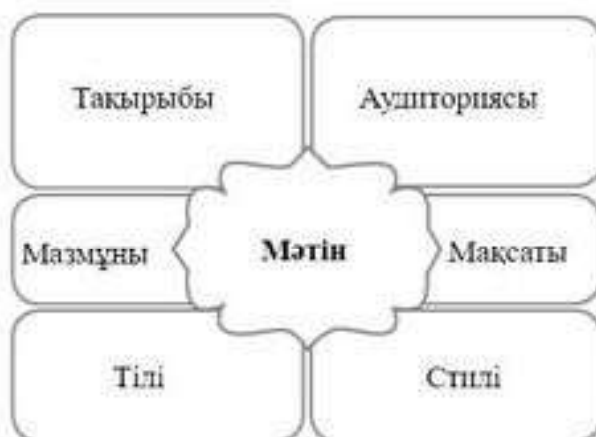 Тақырыбы
Аудиториясы
Мазмұны
Мәтін
Мақсаты
Тілі
Стилі